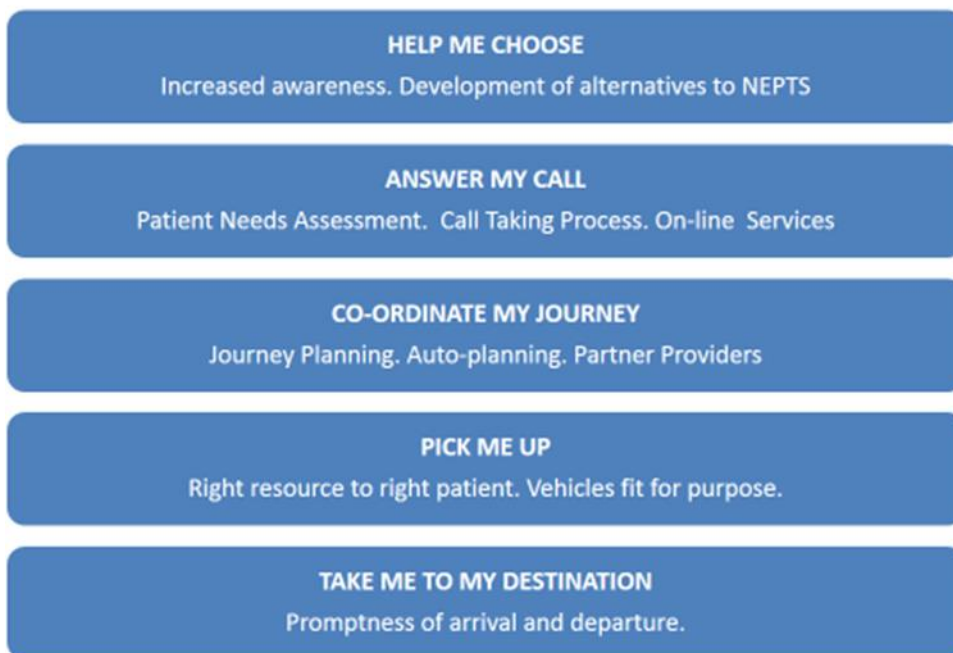 HELP ME CHOOSE
Increased awareness. Development of alternatives to NEPTS
ANSWER MY CALL
Patient Needs Assessment.  Call Taking Process. On-line  Services
CO-ORDINATE MY JOURNEY
Journey Planning. Auto-planning. Partner Providers
PICK ME UP
Right resource to right patient. Vehicles fit for purpose.
TAKE ME TO MY DESTINATION
Promptness of arrival and departure.